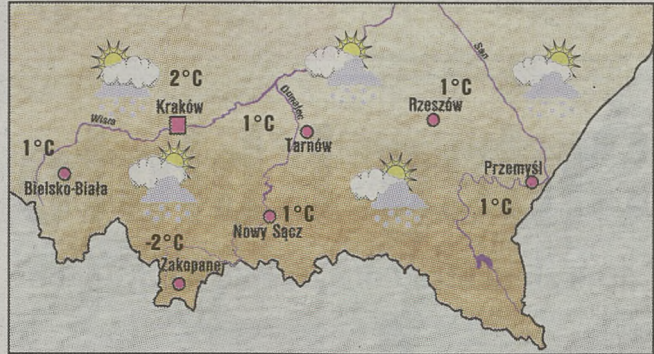 San
2°C
Kraków
1°C
Rzeszów
Dunajec
Wisła
1°C
Tarnów
1°C
Bielsko-Biała
Przemyśl
1°C
1°C
Nowy Sącz
-2°C
Zakopane